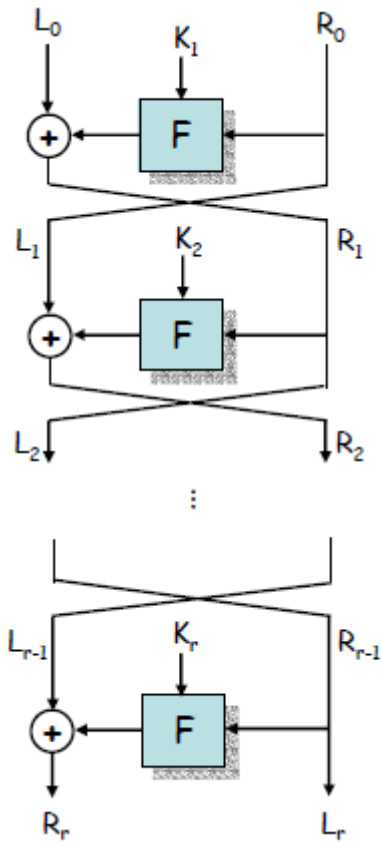 L₀ K₁ R₀
+ F
L₁ K₂ R₁
+ F
L₂ R₂
⋮
Lᵣ₋₁ Kᵣ Rᵣ₋₁
+ F
Rᵣ Lᵣ